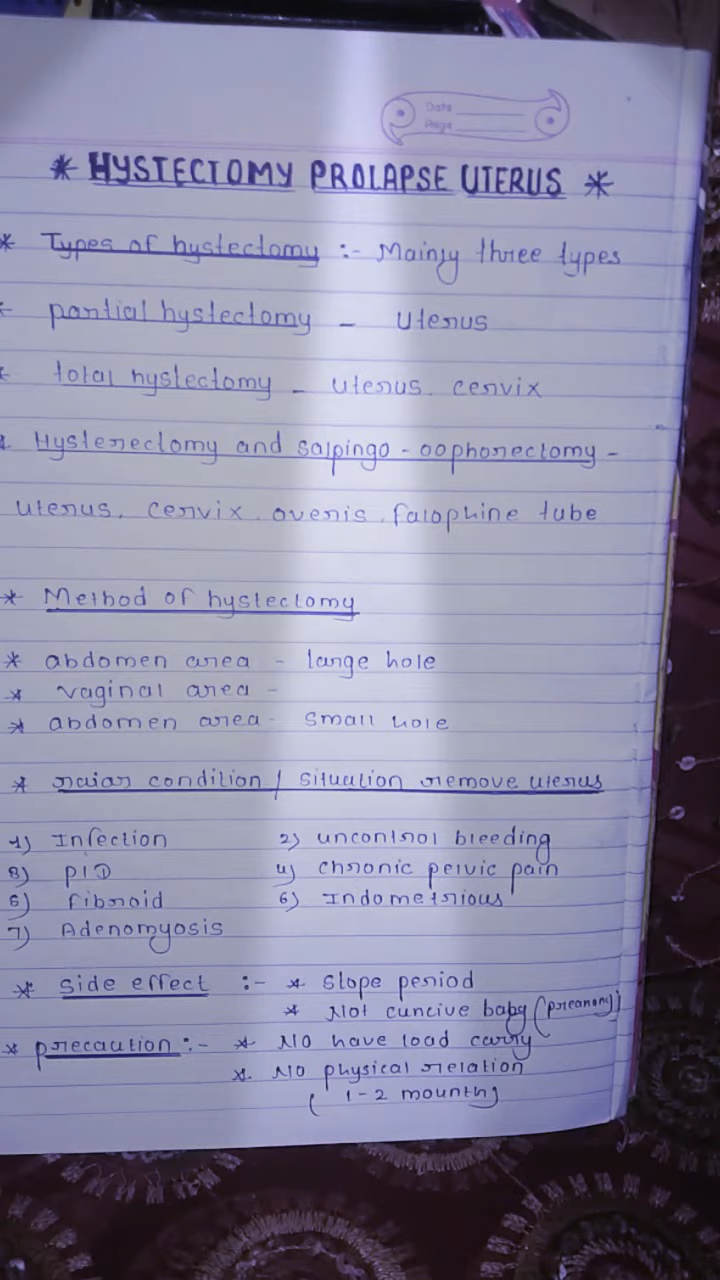 Date
Page
* HYSTECTOMY PROLAPSE UTERUS *
* Types of hystectomy :- Mainly three types
* partial hystectomy - Uterus
* total hystectomy - uterus. cervix
* Hysterectomy and salpingo - oophorectomy -
uterus. cervix. overis. falophine tube
* Method of hystectomy
* abdomen area - large hole
* vaginal area -
* abdomen area - small hole
* condition / situation remove uterus
1) Infection 2) uncontrol bleeding
3) PID 4) chronic pelvic pain
5) fibroid 6) Indometrious
7) Adenomyosis
* side effect :- * Slope period
* Not cuncive baby
* precaution :- * NO have load carry
* NO physical relation
( 1-2 mounth)